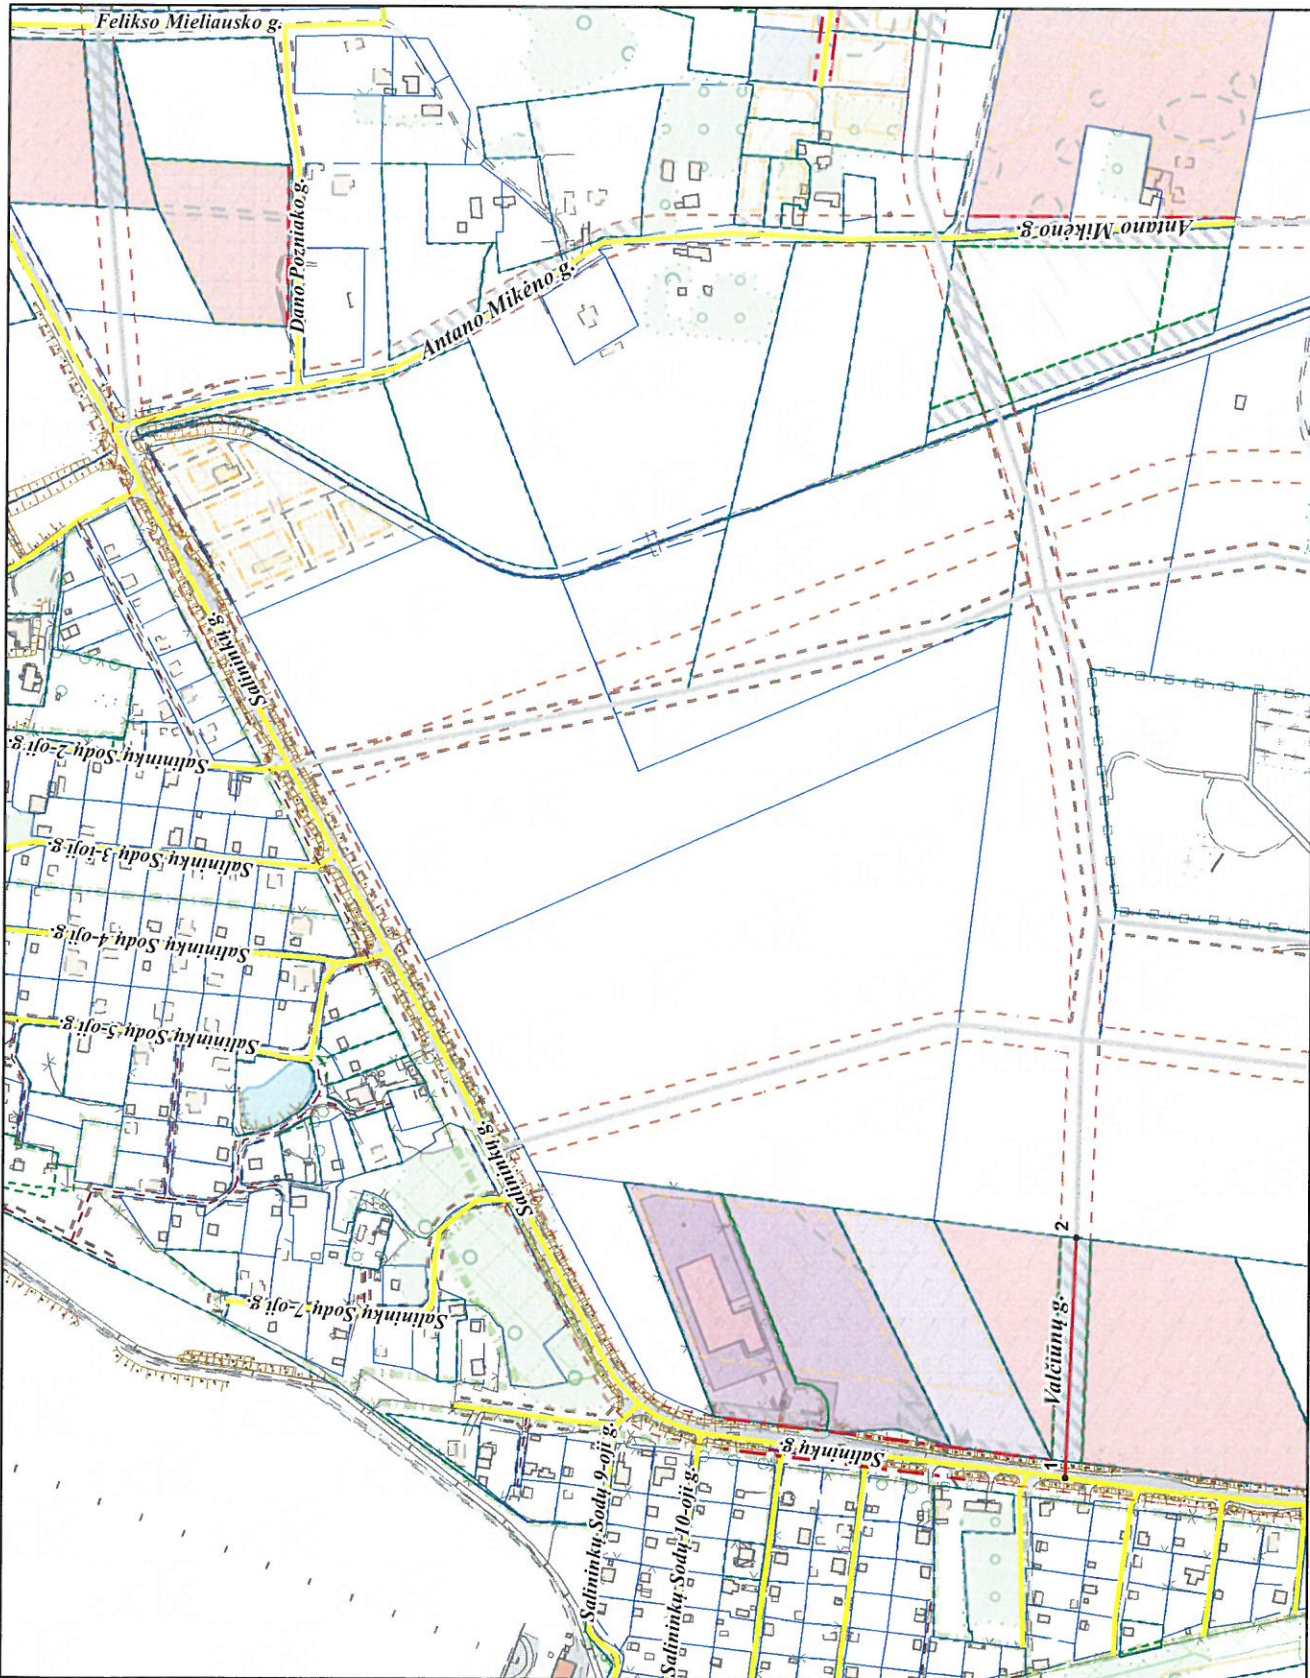 Felikso Mieliausko g.
Dano Pozniako g.
Antano Mikėno g.
Antano Mikėno g.
Salininkų g.
Salininkų g.
Salininkų Sodų 2-oji g.
Salininkų Sodų 3-ioji g.
Salininkų Sodų 4-oji g.
Salininkų Sodų 5-oji g.
Salininkų g.
Salininkų g.
Salininkų Sodų 7-oji g.
2
Valčiūnų g.
1
Salininkų g.
Salininkų Sodų 9-oji g.
Salininkų Sodų 10-oji g.